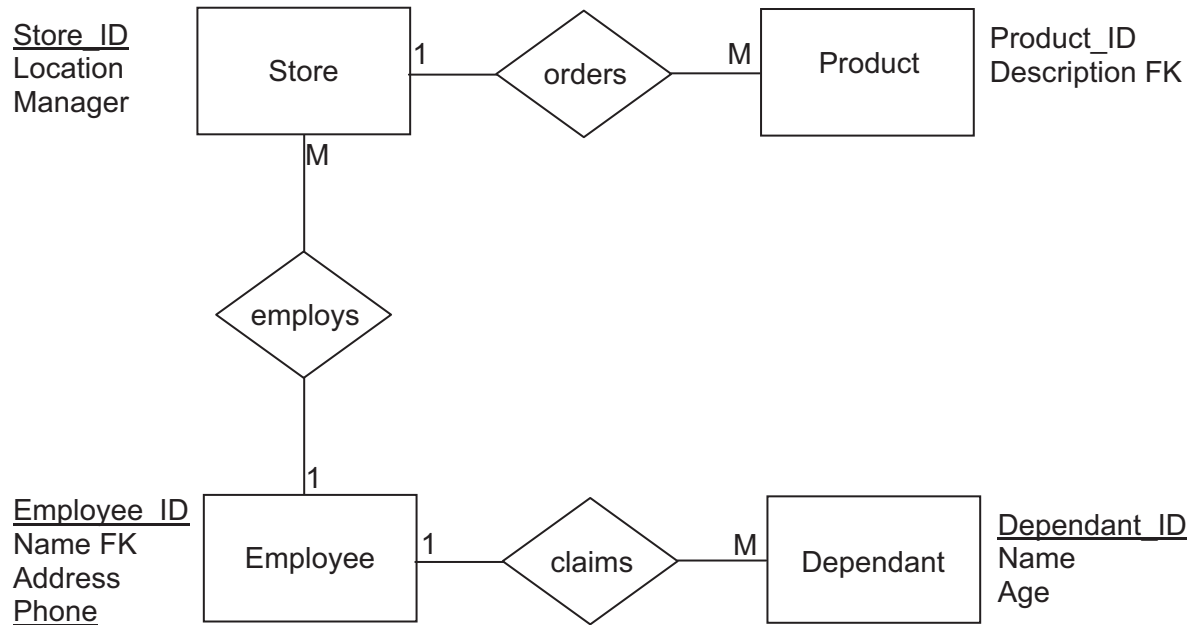 Store_ID
Location
Manager
Store
1
orders
M
Product
Product_ID
Description FK
M
employs
1
Employee_ID
Name FK
Address
Phone
Employee
1
claims
M
Dependant
Dependant_ID
Name
Age